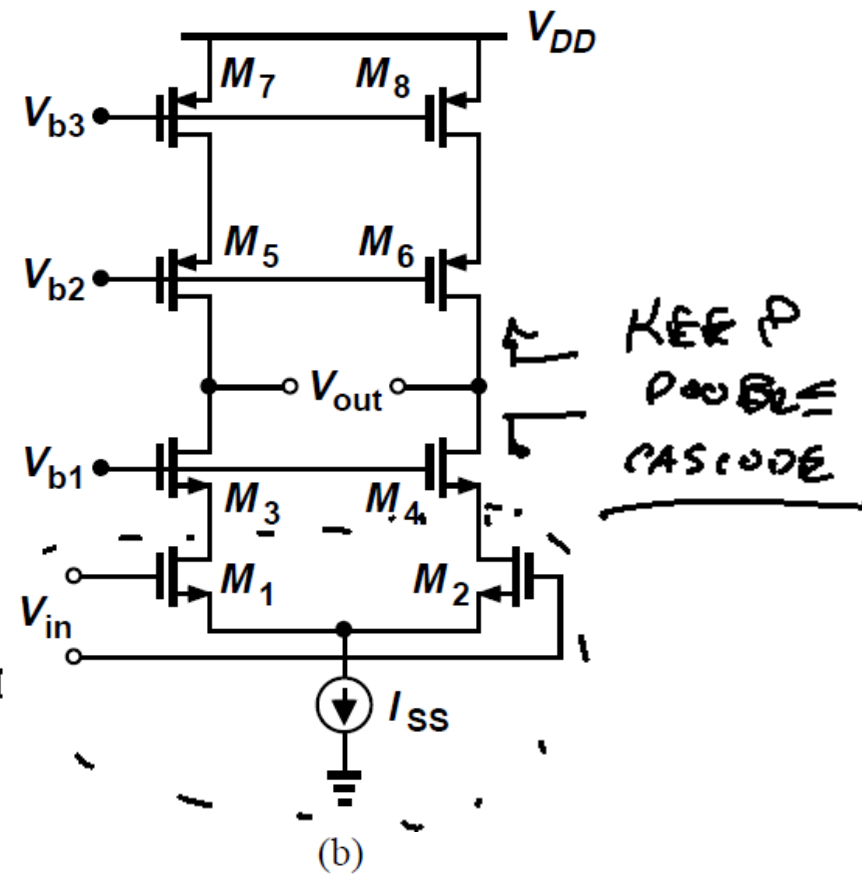 V_DD
M_7 M_8
V_b3
M_5 M_6
V_b2
KEEP
DOUBLE
V_out
CASCODE
V_b1
M_3 M_4
M_1 M_2
V_in
I_SS
(b)